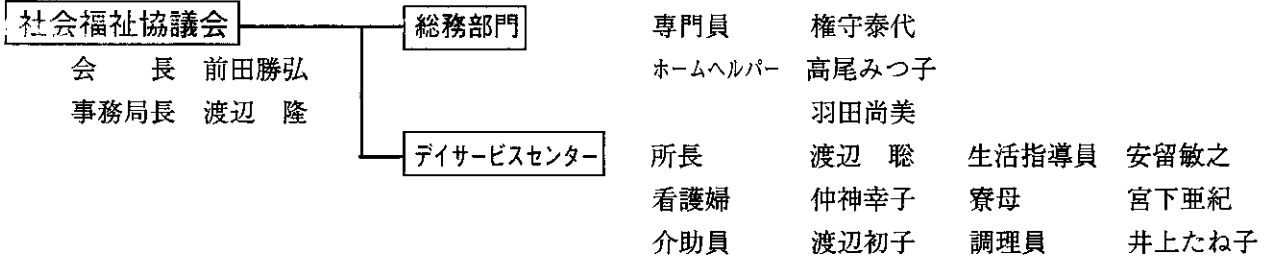 社会福祉協議会 総務部門 専門員 権守泰代
会　長 前田勝弘 ホームヘルパー 高尾みつ子
事務局長 渡辺　隆 羽田尚美
デイサービスセンター 所長 渡辺　聡 生活指導員 安留敏之
看護婦 仲神幸子 寮母 宮下亜紀
介助員 渡辺初子 調理員 井上たね子